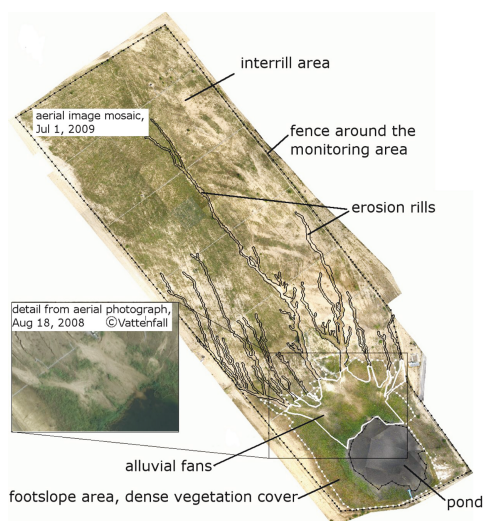 interrill area
aerial image mosaic,
Jul 1, 2009
fence around the
monitoring area
erosion rills
detail from aerial photograph,
Aug 18, 2008 ©Vattenfall
alluvial fans
footslope area, dense vegetation cover
pond